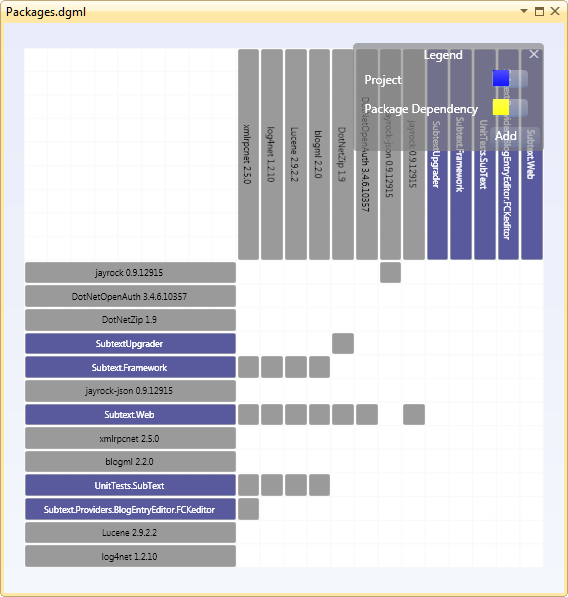 Packages.dgml
Legend
Project
Package Dependency
Add
xmlrpcnet 2.5.0
log4net 1.2.10
Lucene 2.9.2.2
blogml 2.2.0
DotNetZip 1.9
DotNetOpenAuth 3.4.6.10357
jayrock-json 0.9.12915
jayrock 0.9.12915
SubtextUpgrader
Subtext.Framework
UnitTests.SubText
Subtext.Providers.BlogEntryEditor.FCKeditor
Subtext.Web
jayrock 0.9.12915
DotNetOpenAuth 3.4.6.10357
DotNetZip 1.9
SubtextUpgrader
Subtext.Framework
jayrock-json 0.9.12915
Subtext.Web
xmlrpcnet 2.5.0
blogml 2.2.0
UnitTests.SubText
Subtext.Providers.BlogEntryEditor.FCKeditor
Lucene 2.9.2.2
log4net 1.2.10